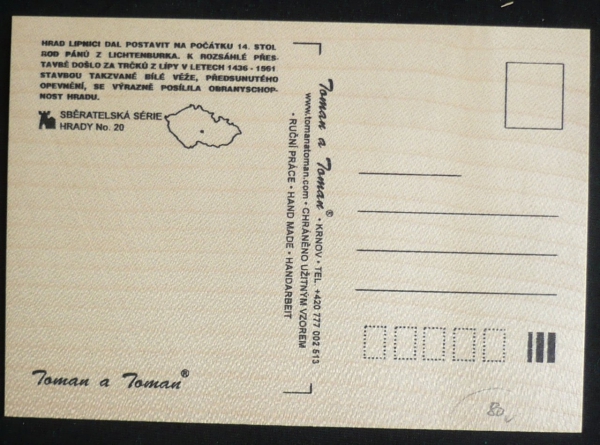 HRAD LIPNICI DAL POSTAVIT NA POČÁTKU 14. STOL
ROD PÁNŮ Z LICHTENBURKA. K ROZSÁHLÉ PŘES-
TAVBĚ DOŠLO ZA TRČKŮ Z LÍPY V LETECH 1436 - 1561
STAVBOU TAKZVANÉ BÍLÉ VĚŽE, PŘEDSUNUTÉHO
OPEVNĚNÍ, SE VÝRAZNĚ POSÍLILA OBRANYSCHOP-
NOST HRADU.
SBĚRATELSKÁ SÉRIE
HRADY No. 20
Toman a Toman® • KRNOV • TEL. +420 777 002 513
www.tomanatoman.com • CHRÁNĚNO UŽITNÝM VZOREM
• RUČNÍ PRÁCE • HAND MADE • HANDARBEIT
Toman a Toman®
80